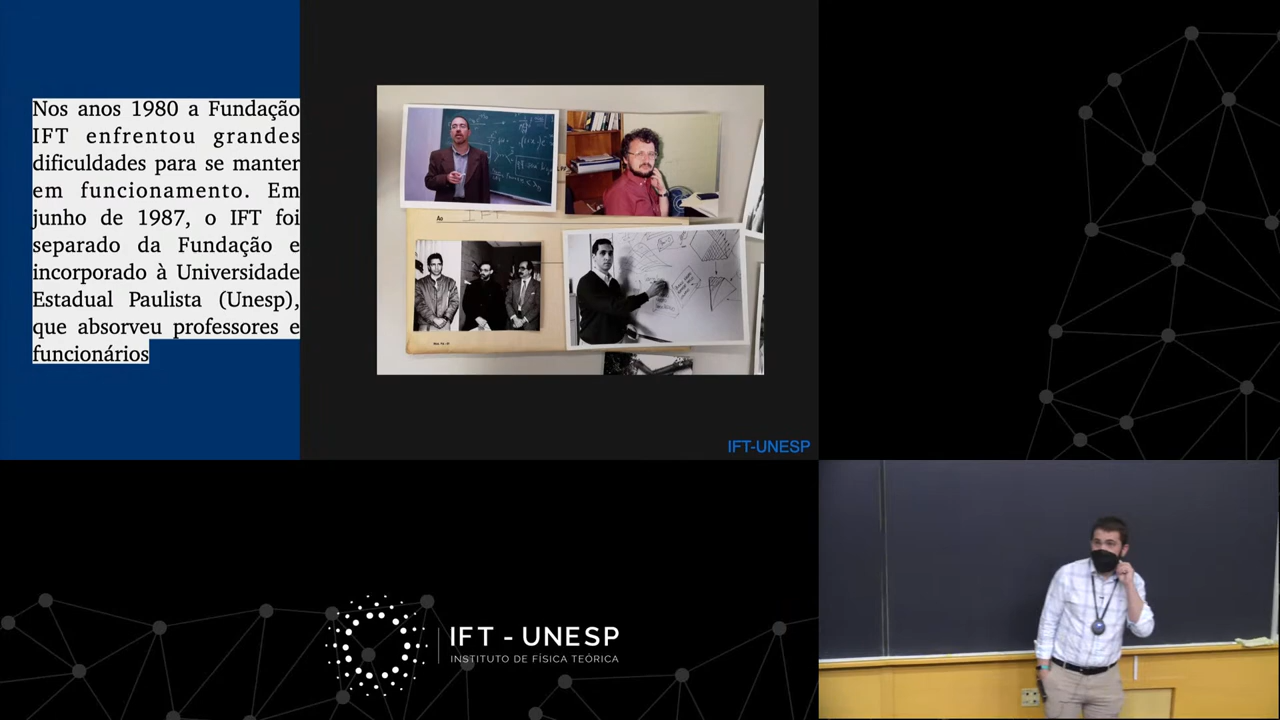 Nos anos 1980 a Fundação
IFT enfrentou grandes
dificuldades para se manter
em funcionamento. Em
junho de 1987, o IFT foi
separado da Fundação e
incorporado à Universidade
Estadual Paulista (Unesp),
que absorveu professores e
funcionários
Ao
IFT
IFT-UNESP
IFT - UNESP
INSTITUTO DE FÍSICA TEÓRICA